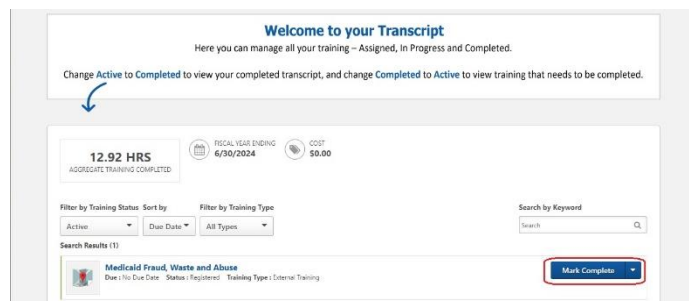 Welcome to your Transcript
Here you can manage all your training – Assigned, In Progress and Completed.
Change Active to Completed to view your completed transcript, and change Completed to Active to view training that needs to be completed.
12.92 HRS
AGGREGATE TRAINING COMPLETED
FISCAL YEAR ENDING
6/30/2024
COST
$0.00
Filter by Training Status Sort by Filter by Training Type Search by Keyword
Active Due Date All Types Search
Search Results (1)
Medicaid Fraud, Waste and Abuse
Due : No Due Date Status : Registered Training Type : External Training
Mark Complete